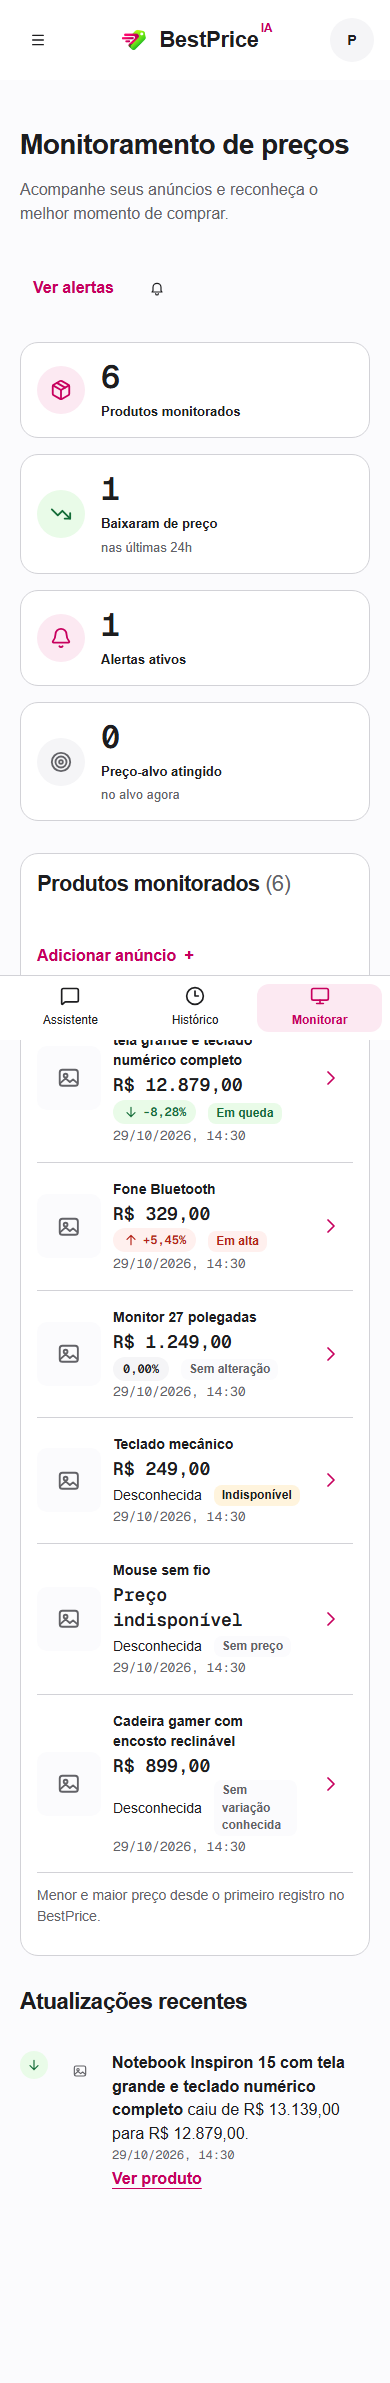 BestPrice IA
P
Monitoramento de preços
Acompanhe seus anúncios e reconheça o
melhor momento de comprar.
Ver alertas
6
Produtos monitorados
1
Baixaram de preço
nas últimas 24h
1
Alertas ativos
0
Preço-alvo atingido
no alvo agora
Produtos monitorados (6)
Adicionar anúncio +
Assistente
Histórico
Monitorar
tela grande e teclado
numérico completo
R$ 12.879,00
-8,28% Em queda
29/10/2026, 14:30
Fone Bluetooth
R$ 329,00
+5,45% Em alta
29/10/2026, 14:30
Monitor 27 polegadas
R$ 1.249,00
0,00% Sem alteração
29/10/2026, 14:30
Teclado mecânico
R$ 249,00
Desconhecida Indisponível
29/10/2026, 14:30
Mouse sem fio
Preço
indisponível
Desconhecida Sem preço
29/10/2026, 14:30
Cadeira gamer com
encosto reclinável
R$ 899,00
Desconhecida
Sem
variação
conhecida
29/10/2026, 14:30
Menor e maior preço desde o primeiro registro no
BestPrice.
Atualizações recentes
Notebook Inspiron 15 com tela
grande e teclado numérico
completo caiu de R$ 13.139,00
para R$ 12.879,00.
29/10/2026, 14:30
Ver produto